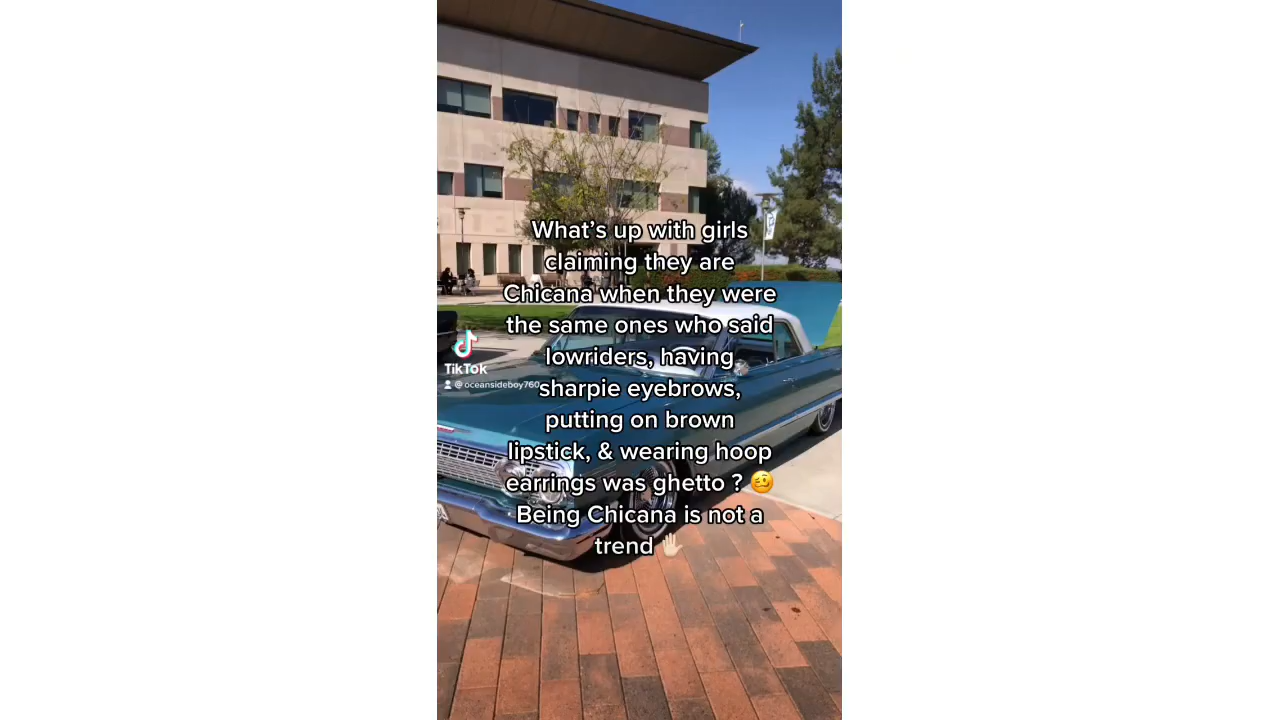 What’s up with girls
claiming they are
Chicana when they were
the same ones who said
lowriders, having
sharpie eyebrows,
putting on brown
lipstick, & wearing hoop
earrings was ghetto ? 🥴
Being Chicana is not a
trend 🤚🏼
TikTok
@oceansideboy760